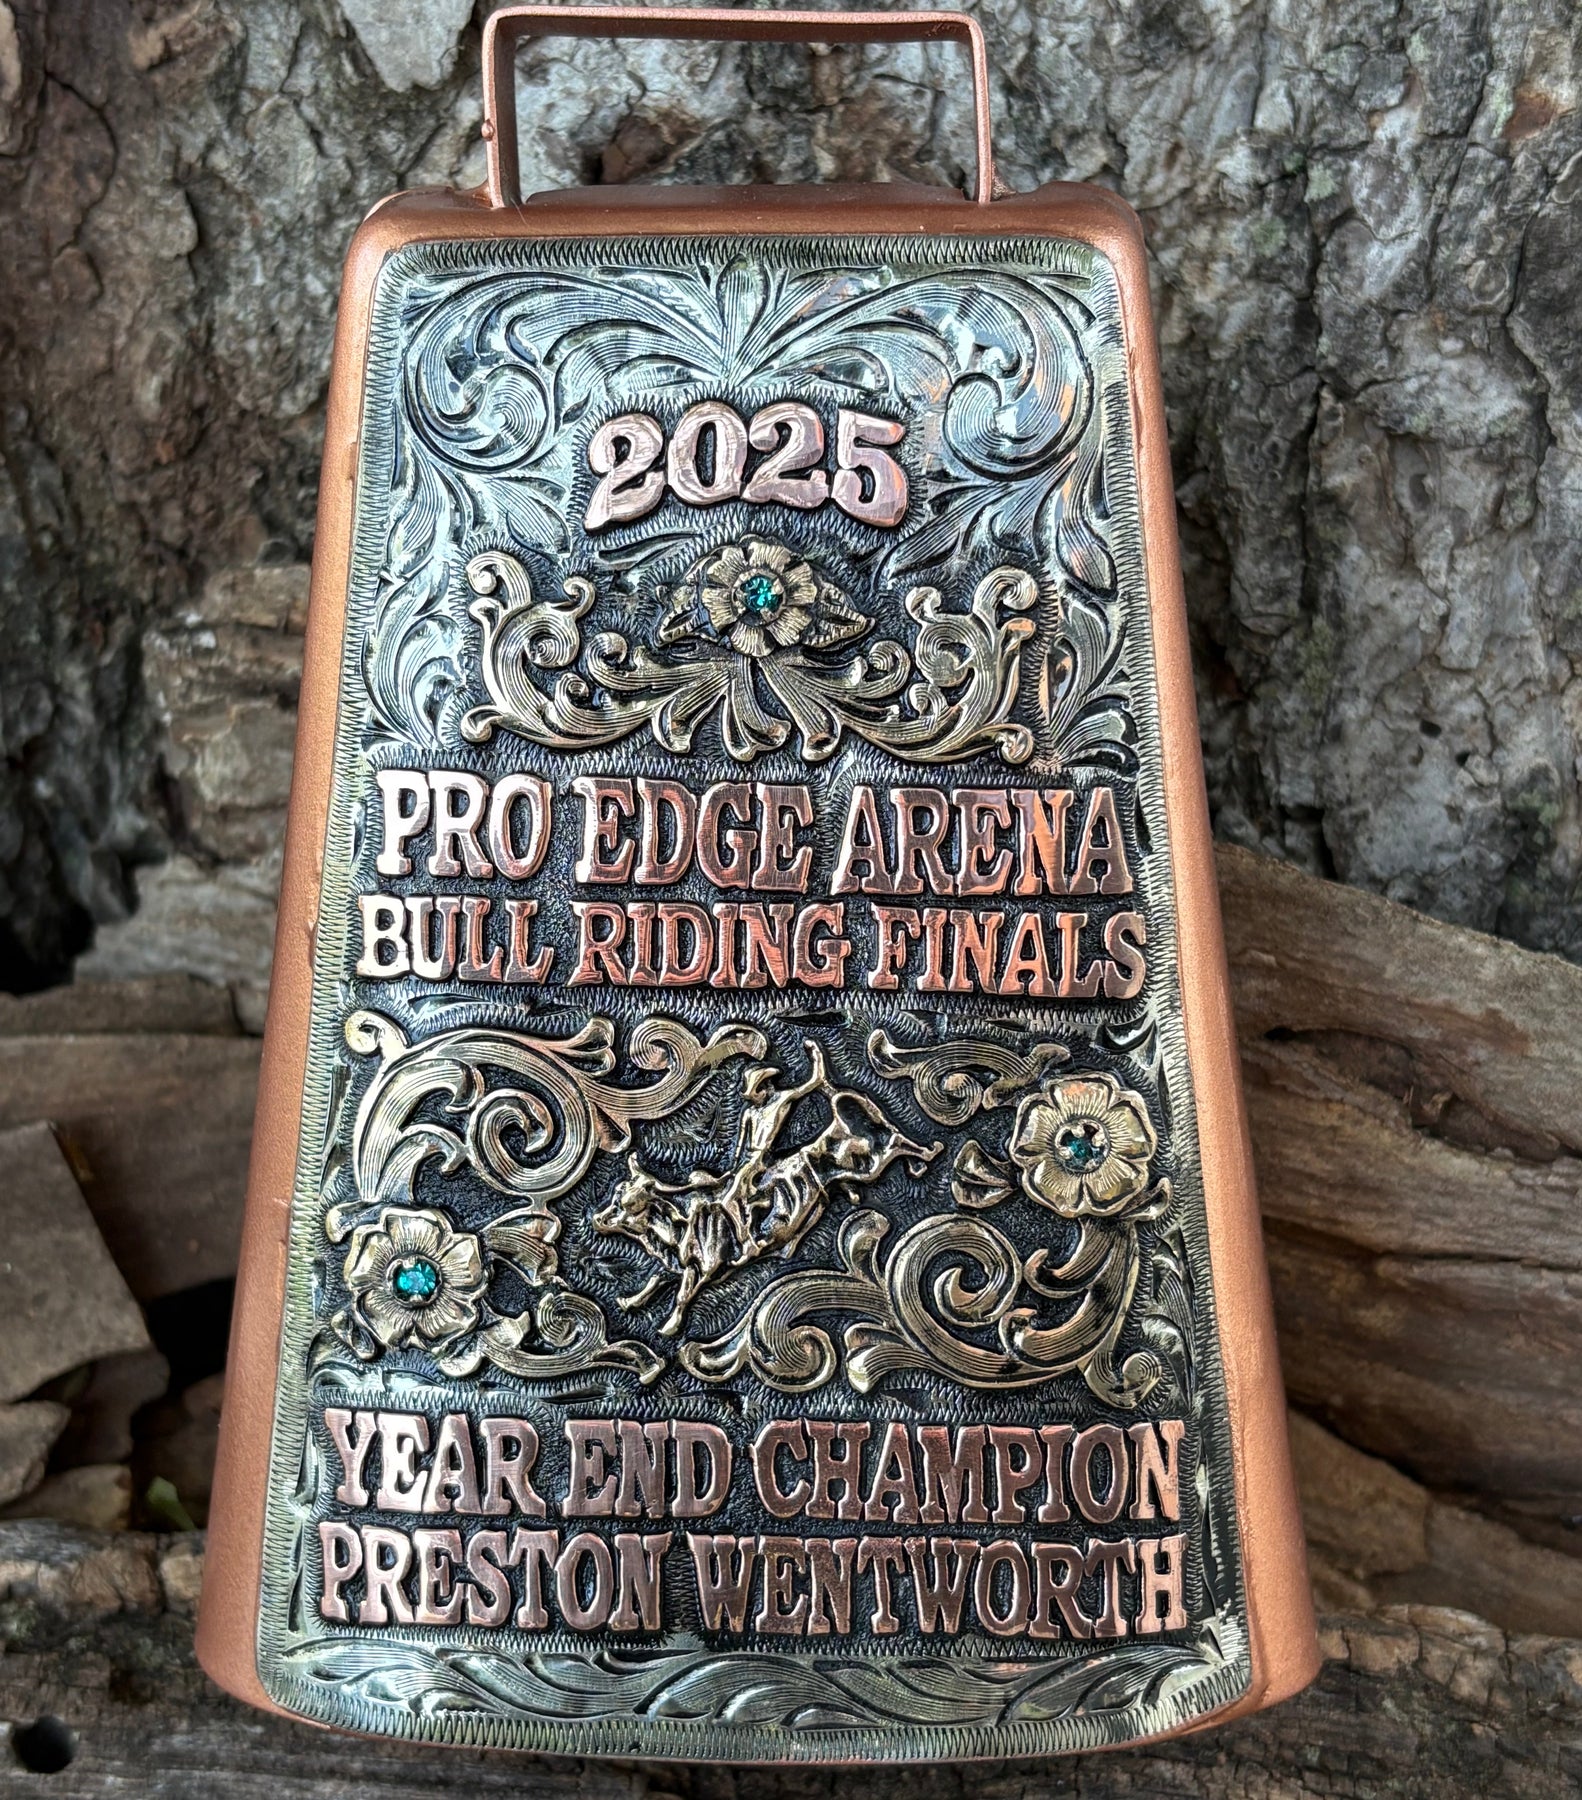 2025
PRO EDGE ARENA
BULL RIDING FINALS
YEAR END CHAMPION
PRESTON WENTWORTH